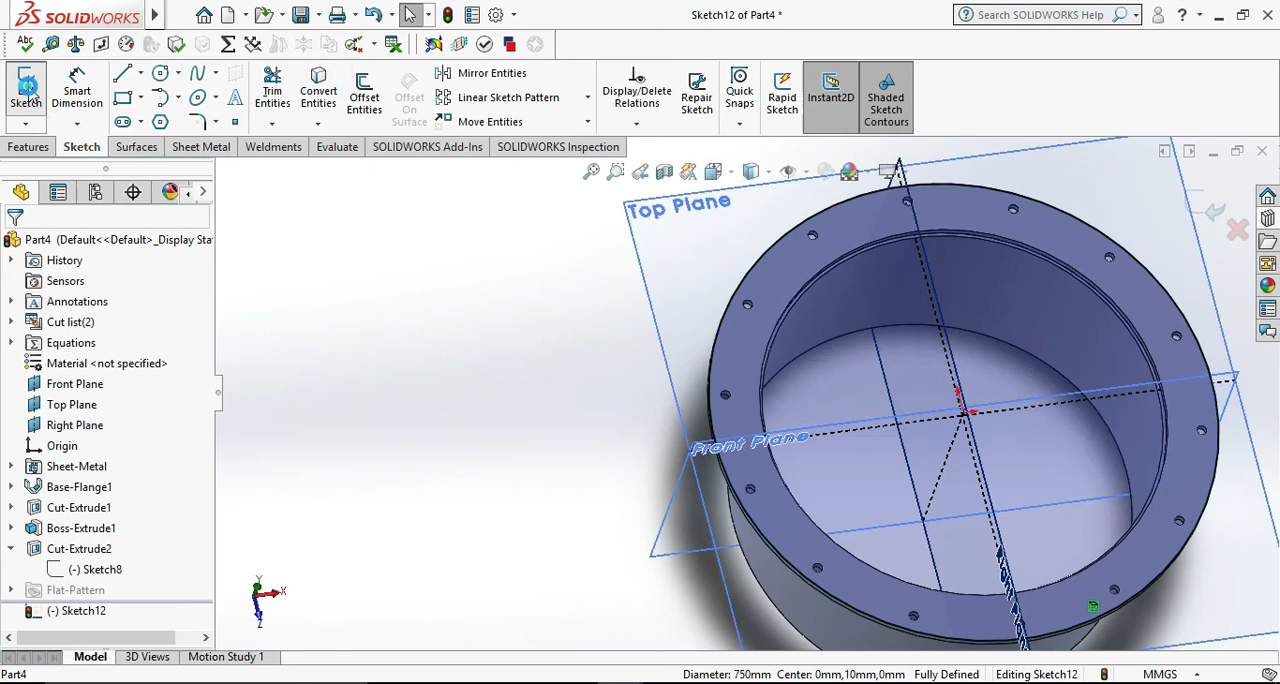 SOLIDWORKS
Sketch12 of Part4 *
Search SOLIDWORKS Help
?
Sketch
Smart Dimension
Trim Entities
Convert Entities
Offset Entities
Offset On Surface
Mirror Entities
Linear Sketch Pattern
Move Entities
Display/Delete Relations
Repair Sketch
Quick Snaps
Rapid Sketch
Instant2D
Shaded Sketch Contours
Features
Sketch
Surfaces
Sheet Metal
Weldments
Evaluate
SOLIDWORKS Add-Ins
SOLIDWORKS Inspection
Part4 (Default<<Default>_Display Sta
History
Sensors
Annotations
Cut list(2)
Equations
Material <not specified>
Front Plane
Top Plane
Right Plane
Origin
Sheet-Metal
Base-Flange1
Cut-Extrude1
Boss-Extrude1
Cut-Extrude2
(-) Sketch8
Flat-Pattern
(-) Sketch12
Top Plane
Front Plane
Y
X
Z
Model
3D Views
Motion Study 1
Part4
Diameter: 750mm Center: 0mm,10mm,0mm
Fully Defined
Editing Sketch12
MMGS